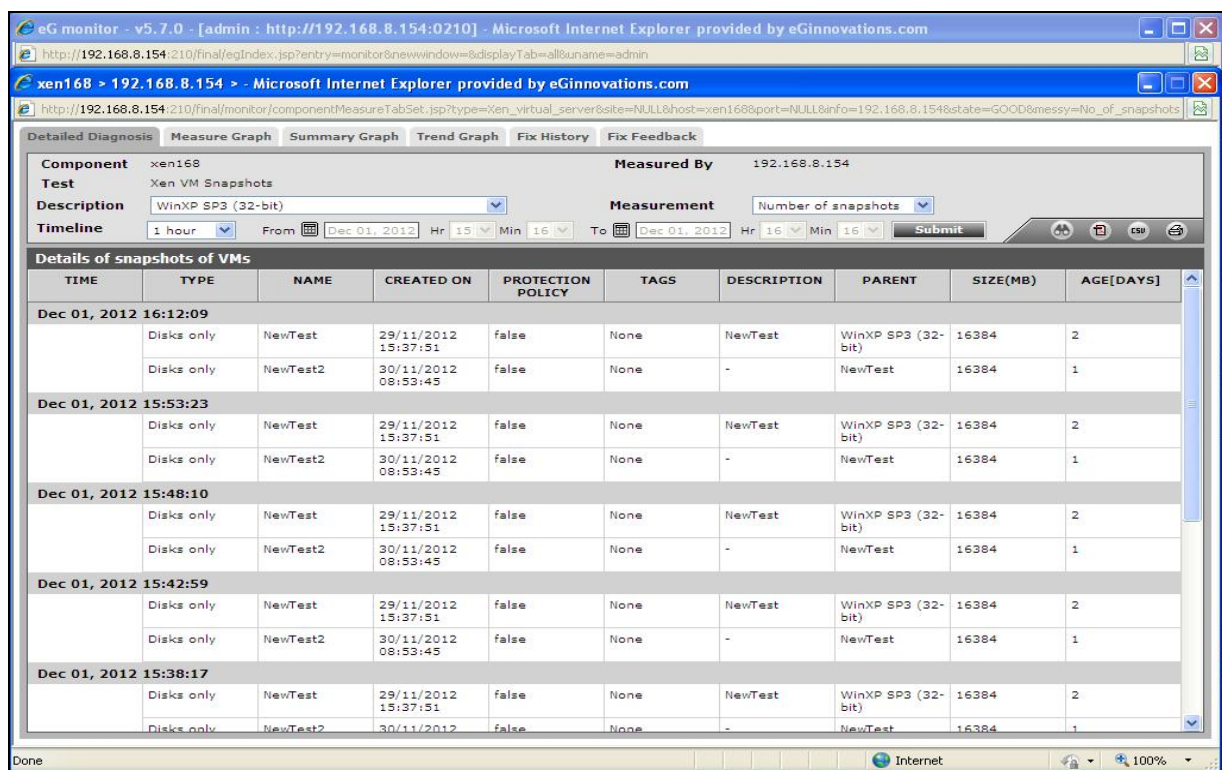 eG monitor - v5.7.0 - [admin : http://192.168.8.154:0210] - Microsoft Internet Explorer provided by eGinnovations.com
http://192.168.8.154:210/final/egIndex.jsp?entry=monitor&newwindow=&displayTab=all&uname=admin
xen168 > 192.168.8.154 > - Microsoft Internet Explorer provided by eGinnovations.com
http://192.168.8.154:210/final/monitor/componentMeasureTabSet.jsp?type=Xen_virtual_server&site=NULL&host=xen168&port=NULL&info=192.168.8.154&state=GOOD&messy=No_of_snapshots
Detailed Diagnosis Measure Graph Summary Graph Trend Graph Fix History Fix Feedback
Component xen168 Measured By 192.168.8.154
Test Xen VM Snapshots
Description WinXP SP3 (32-bit) Measurement Number of snapshots
Timeline 1 hour From Dec 01, 2012 Hr 15 Min 16 To Dec 01, 2012 Hr 16 Min 16 Submit CSV
Details of snapshots of VMs
TIME TYPE NAME CREATED ON PROTECTION POLICY TAGS DESCRIPTION PARENT SIZE(MB) AGE[DAYS]
Dec 01, 2012 16:12:09
Disks only NewTest 29/11/2012 15:37:51 false None NewTest WinXP SP3 (32-bit) 16384 2
Disks only NewTest2 30/11/2012 08:53:45 false None - NewTest 16384 1
Dec 01, 2012 15:53:23
Disks only NewTest 29/11/2012 15:37:51 false None NewTest WinXP SP3 (32-bit) 16384 2
Disks only NewTest2 30/11/2012 08:53:45 false None - NewTest 16384 1
Dec 01, 2012 15:48:10
Disks only NewTest 29/11/2012 15:37:51 false None NewTest WinXP SP3 (32-bit) 16384 2
Disks only NewTest2 30/11/2012 08:53:45 false None - NewTest 16384 1
Dec 01, 2012 15:42:59
Disks only NewTest 29/11/2012 15:37:51 false None NewTest WinXP SP3 (32-bit) 16384 2
Disks only NewTest2 30/11/2012 08:53:45 false None - NewTest 16384 1
Dec 01, 2012 15:38:17
Disks only NewTest 29/11/2012 15:37:51 false None NewTest WinXP SP3 (32-bit) 16384 2
Disks only NewTest2 30/11/2012 false None - NewTest 16384 1
Done Internet 100%